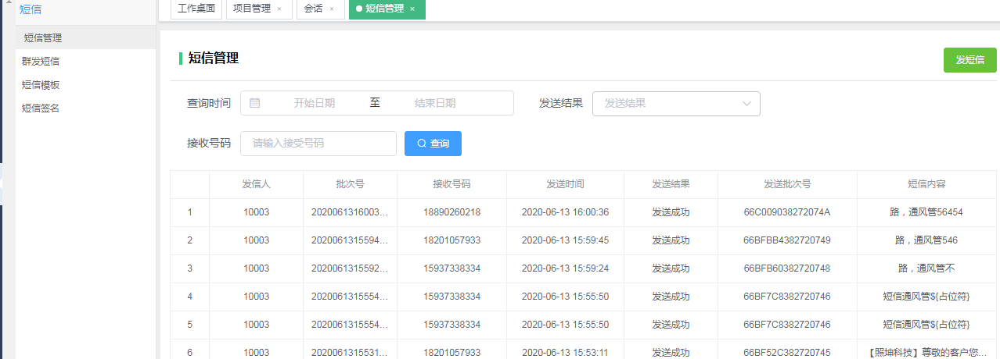 短信
工作桌面 项目管理 × 会话 × 短信管理 ×
短信管理
群发短信
短信模板
短信签名
短信管理
发短信
查询时间 开始日期 至 结束日期 发送结果 发送结果
接收号码 请输入接受号码 查询
发信人 批次号 接收号码 发送时间 发送结果 发送批次号 短信内容
1 10003 2020061316003... 18890260218 2020-06-13 16:00:36 发送成功 66C009038272074A 路，通风管56454
2 10003 2020061315594... 18201057933 2020-06-13 15:59:45 发送成功 66BFBB4382720749 路，通风管546
3 10003 2020061315592... 15937338334 2020-06-13 15:59:24 发送成功 66BFB60382720748 路，通风管不
4 10003 2020061315554... 15937338334 2020-06-13 15:55:50 发送成功 66BF7C8382720746 短信通风管${占位符}
5 10003 2020061315554... 15937338334 2020-06-13 15:55:50 发送成功 66BF7C8382720746 短信通风管${占位符}
6 10003 2020061315531... 18201057933 2020-06-13 15:53:11 发送成功 66BF52C382720745 【照坤科技】尊敬的客户您...